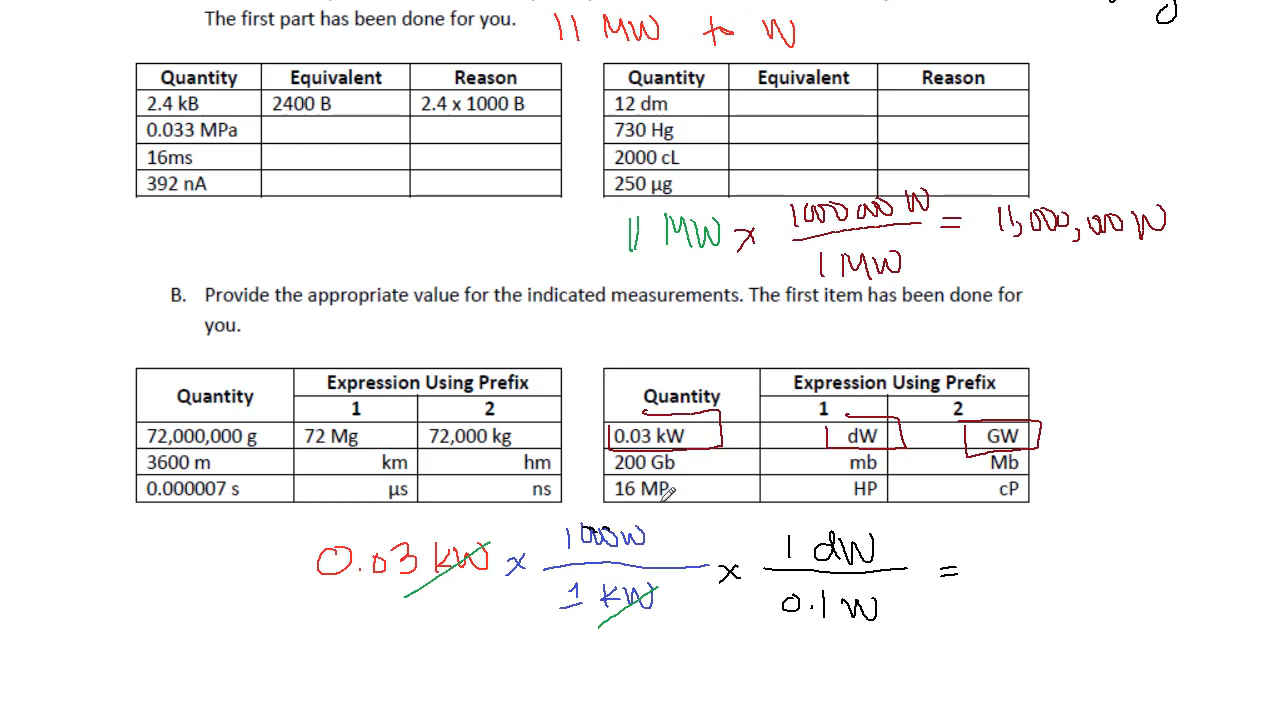 The first part has been done for you.
11 MW to W
Quantity Equivalent Reason
2.4 kB 2400 B 2.4 x 1000 B
0.033 MPa
16ms
392 nA
Quantity Equivalent Reason
12 dm
730 Hg
2000 cL
250 µg
11 MW x 1000 000 W / 1 MW = 11,000,000 W
B. Provide the appropriate value for the indicated measurements. The first item has been done for
you.
Quantity Expression Using Prefix
1 2
72,000,000 g 72 Mg 72,000 kg
3600 m km hm
0.000007 s µs ns
Quantity Expression Using Prefix
1 2
0.03 kW dW GW
200 Gb mb Mb
16 MP HP cP
0.03 kW x 1000W / 1 kW x 1 dW / 0.1 W =